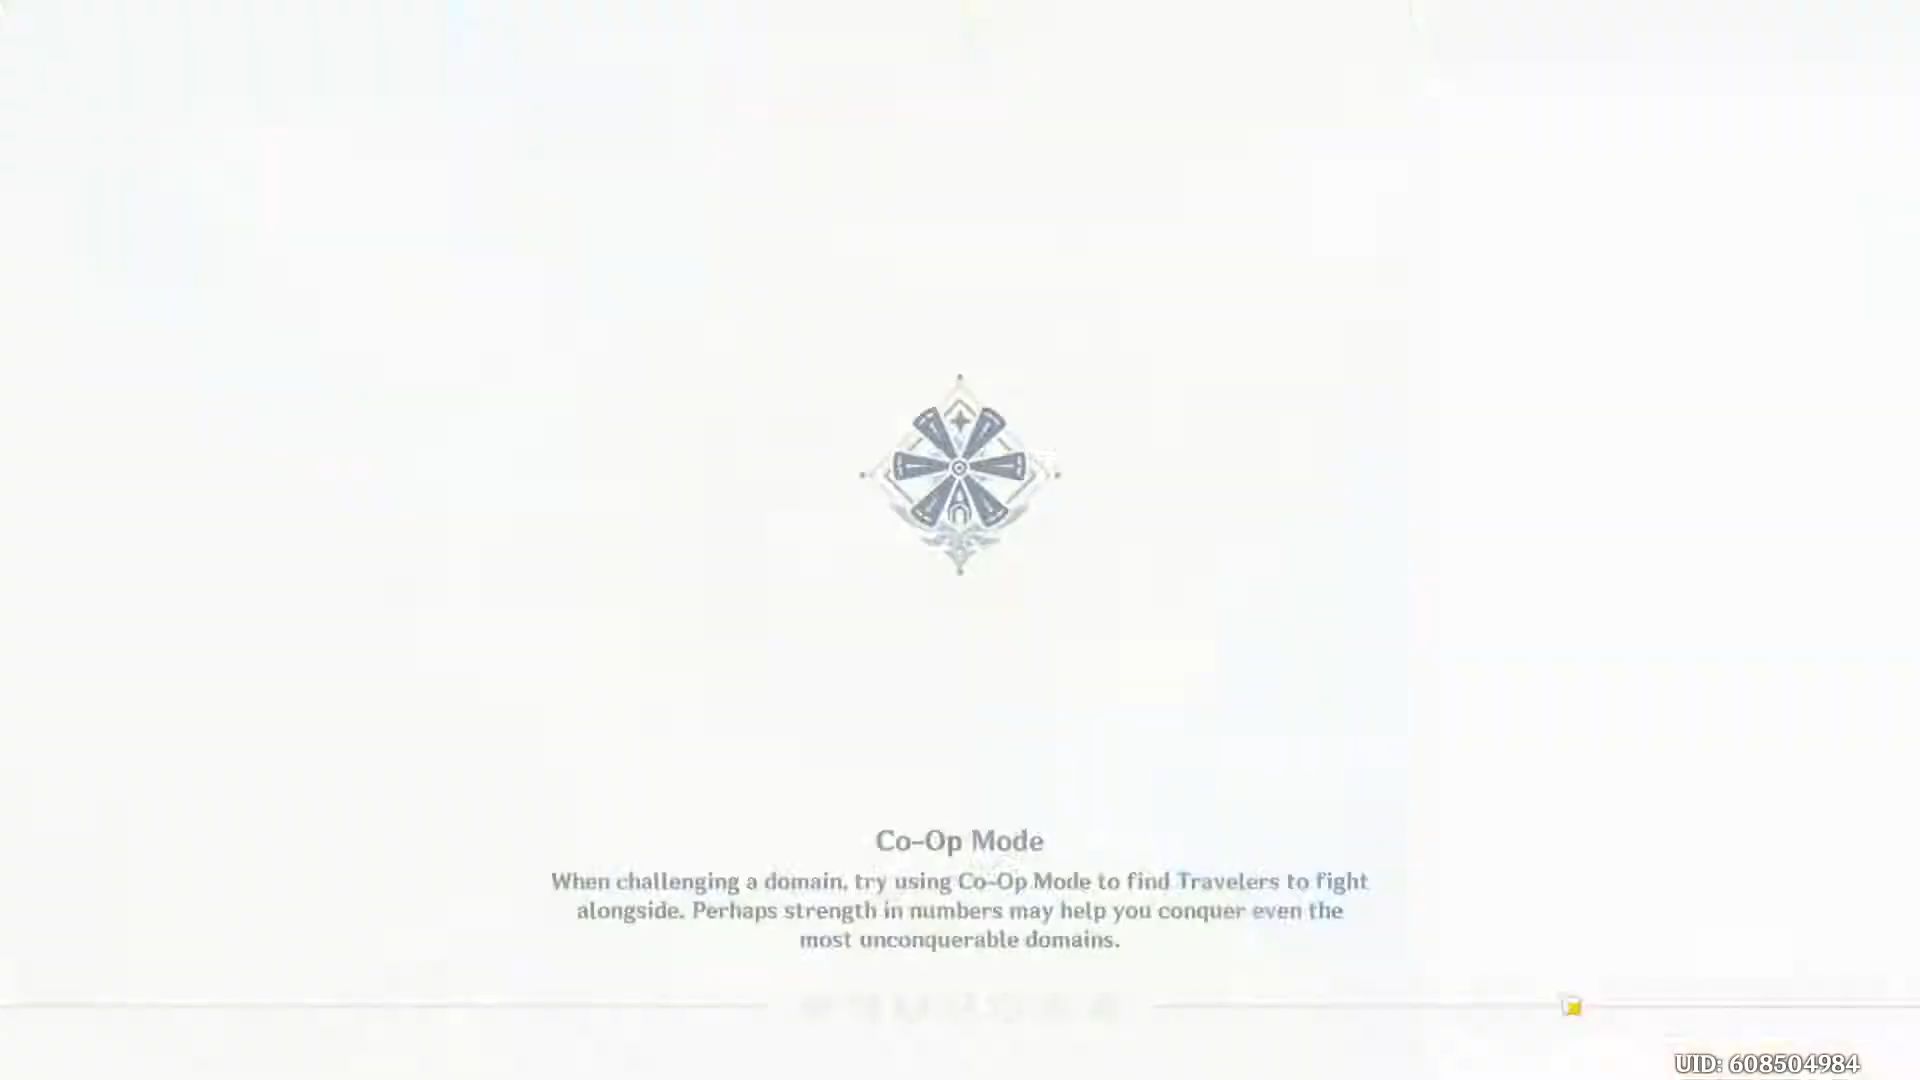 Co-Op Mode
When challenging a domain, try using Co-Op Mode to find Travelers to fight
alongside. Perhaps strength in numbers may help you conquer even the
most unconquerable domains.
UID: 608504984